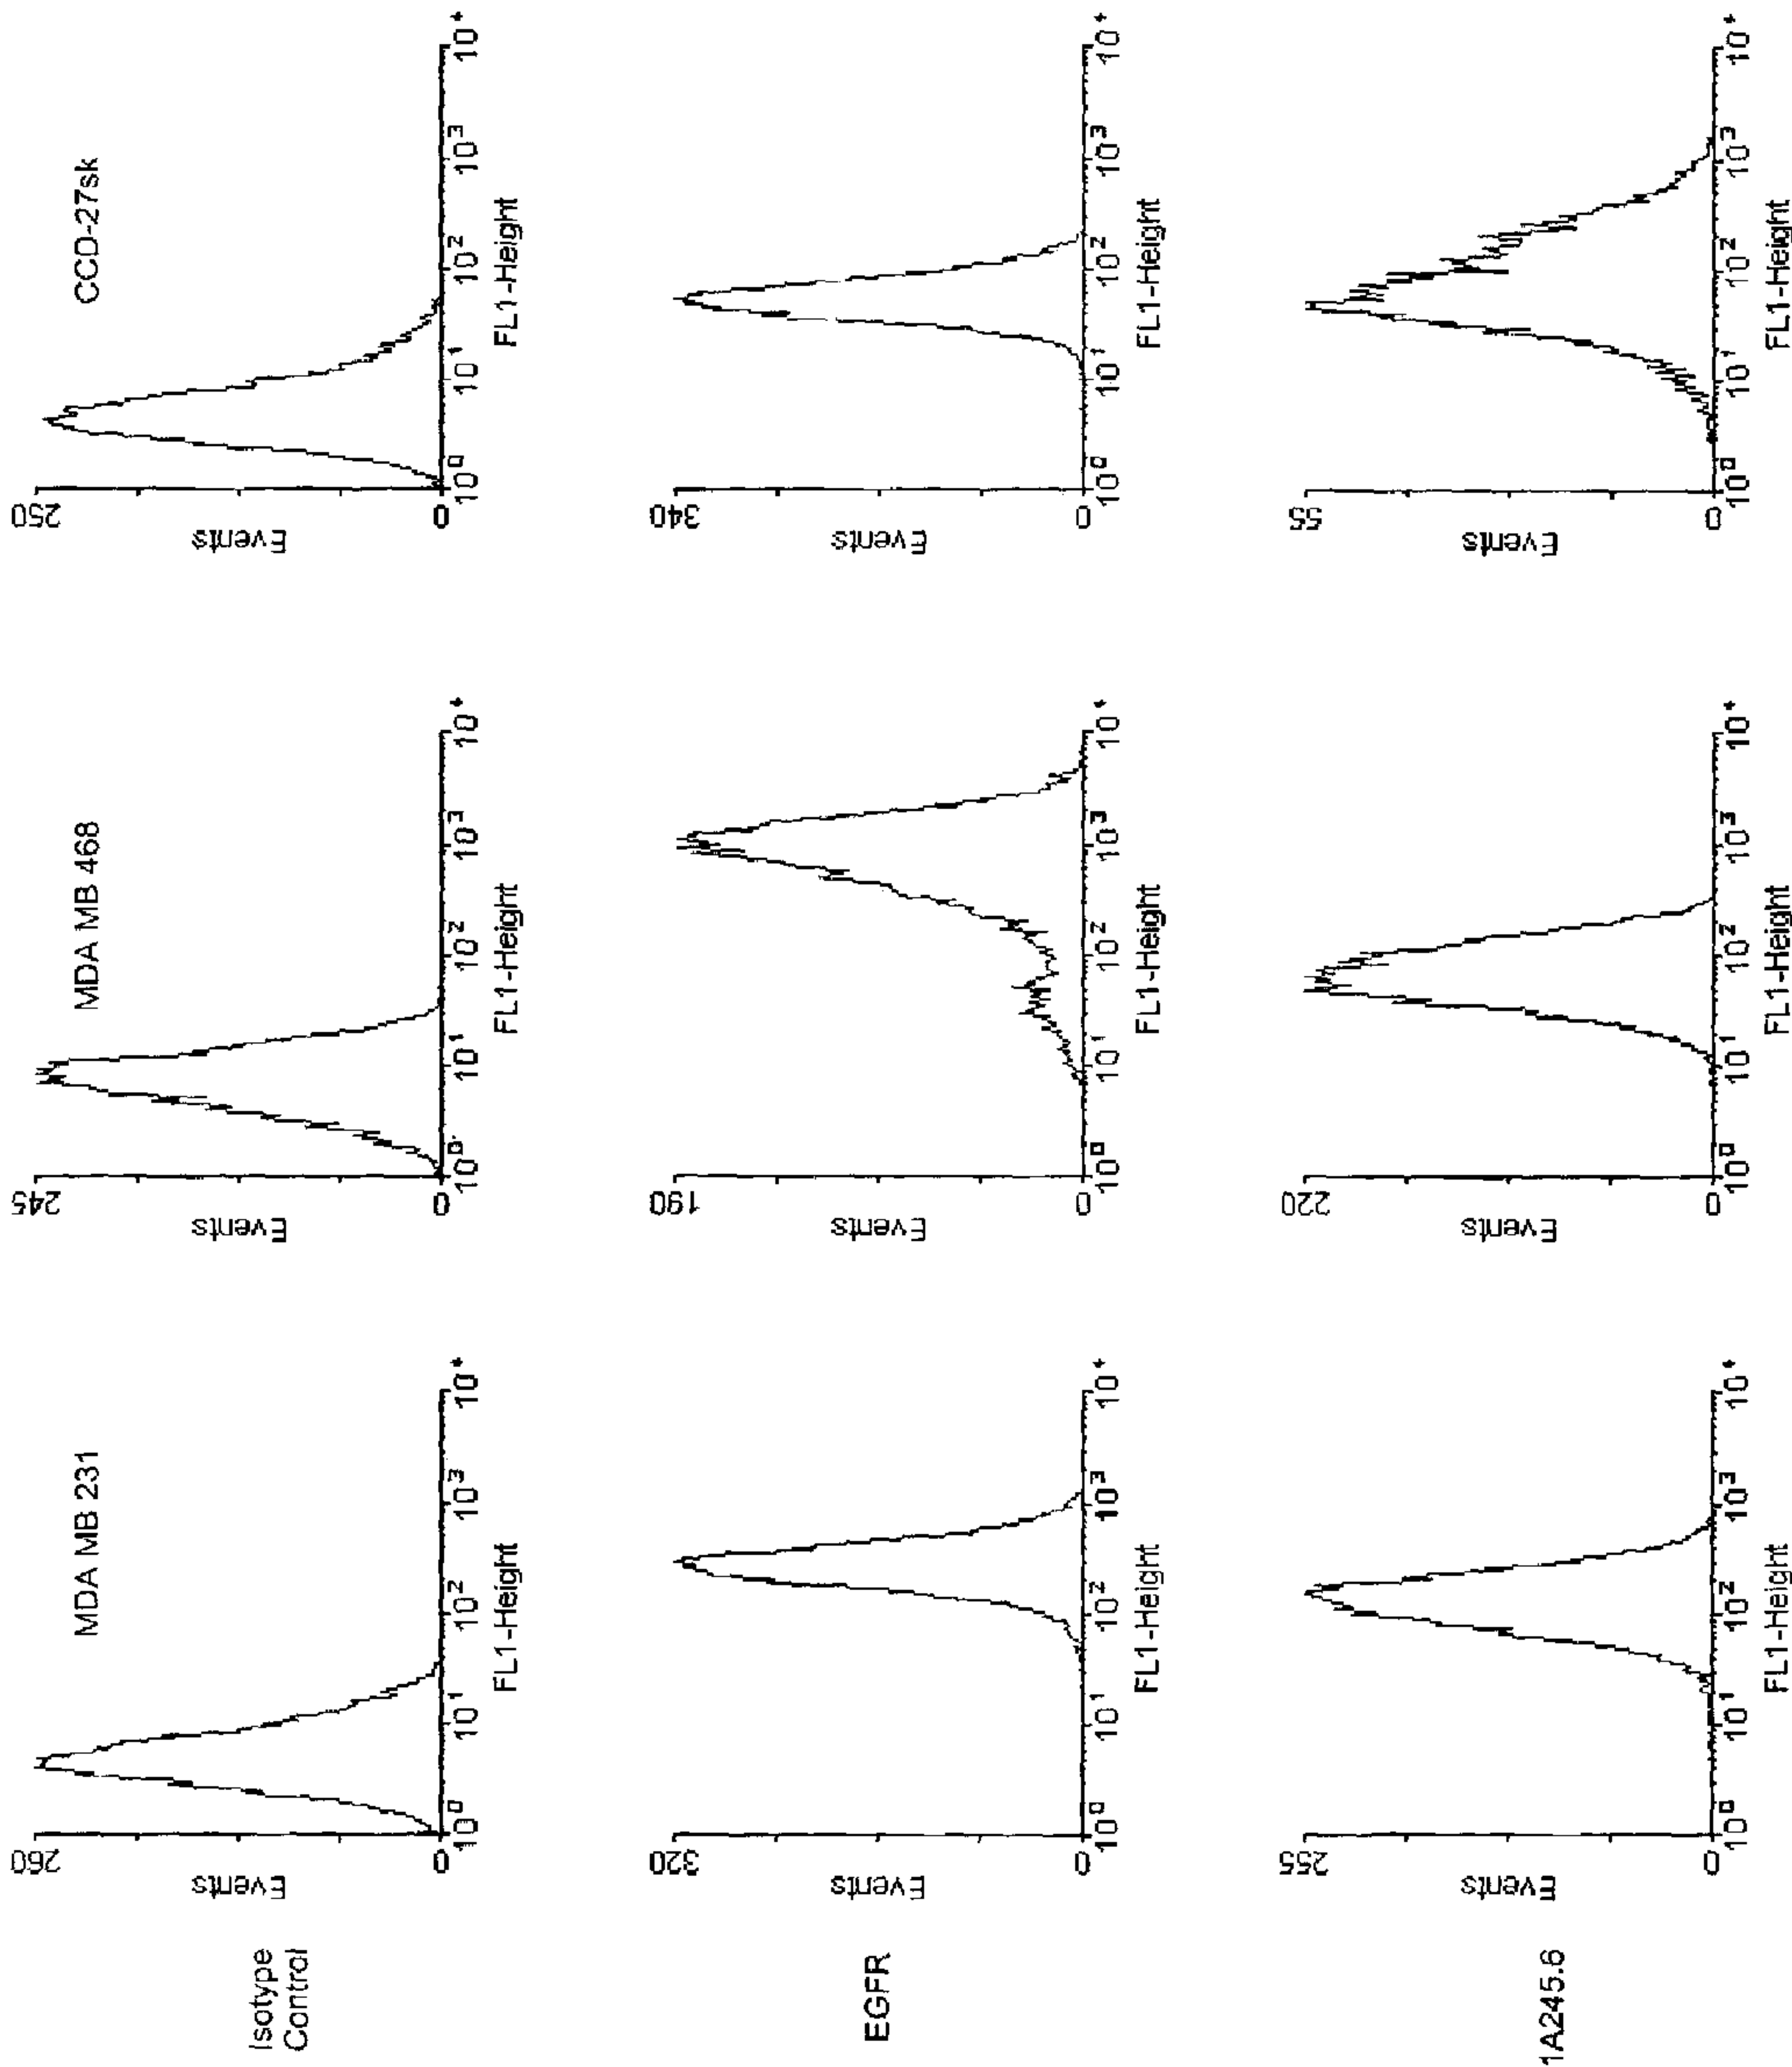 MDA MB 231
MDA MB 468
CCD-27sk
Isotype
Control
260
Events
0
10⁰ 10¹ 10² 10³ 10⁴
FL1-Height
245
Events
0
10⁰ 10¹ 10² 10³ 10⁴
FL1-Height
250
Events
0
10⁰ 10¹ 10² 10³ 10⁴
FL1-Height
EGFR
320
Events
0
10⁰ 10¹ 10² 10³ 10⁴
FL1-Height
190
Events
0
10⁰ 10¹ 10² 10³ 10⁴
FL1-Height
340
Events
0
10⁰ 10¹ 10² 10³ 10⁴
FL1-Height
1A245.6
255
Events
0
10⁰ 10¹ 10² 10³ 10⁴
FL1-Height
220
Events
0
10⁰ 10¹ 10² 10³ 10⁴
FL1-Height
55
Events
0
10⁰ 10¹ 10² 10³ 10⁴
FL1-Height